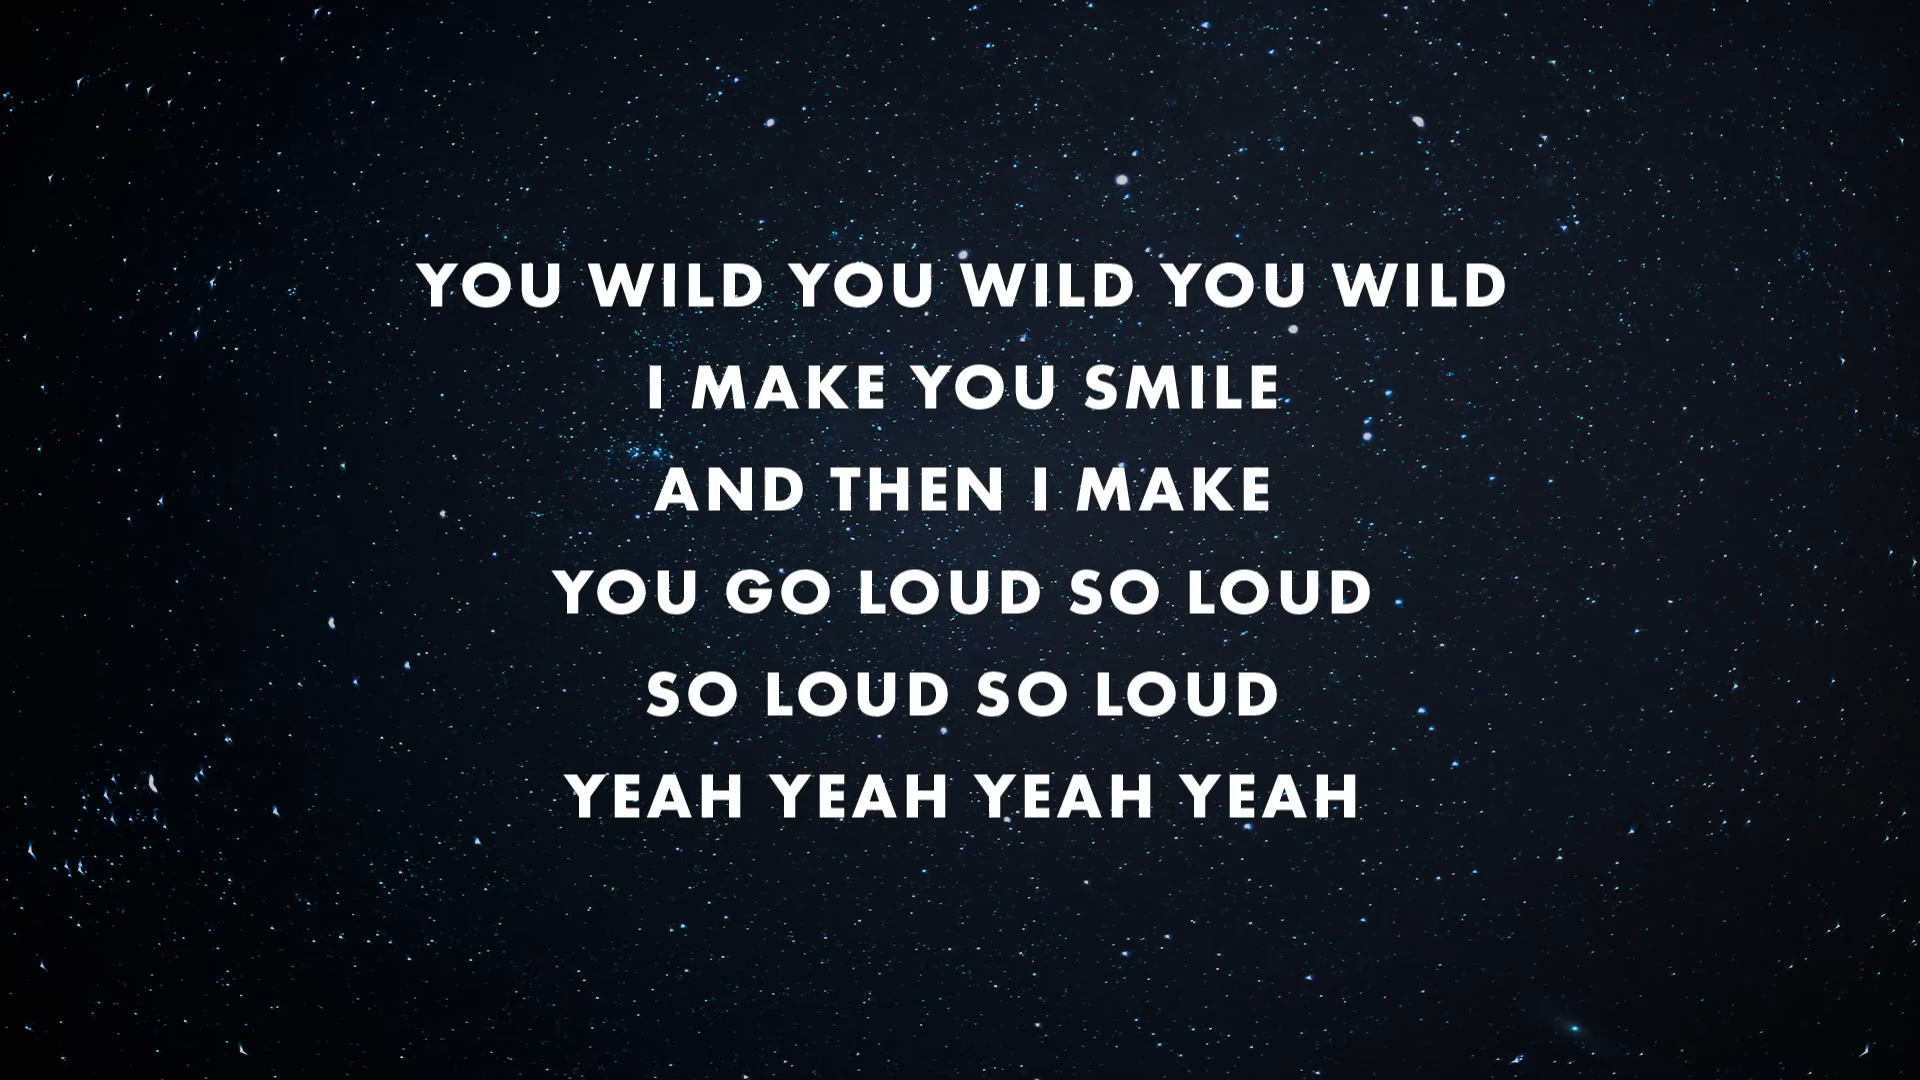 YOU WILD YOU WILD YOU WILD
I MAKE YOU SMILE
AND THEN I MAKE
YOU GO LOUD SO LOUD
SO LOUD SO LOUD
YEAH YEAH YEAH YEAH